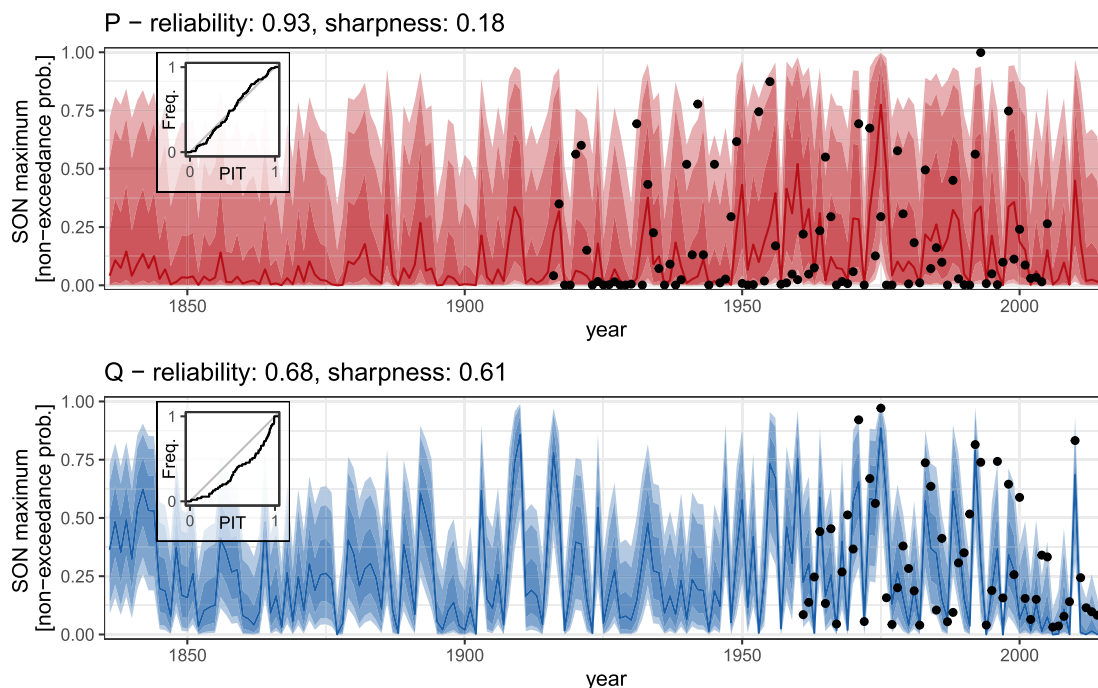 P − reliability: 0.93, sharpness: 0.18
SON maximum
[non−exceedance prob.]
1.00
0.75
0.50
0.25
0.00
Freq.
1
0
0
1
PIT
1850
1900
1950
2000
year
Q − reliability: 0.68, sharpness: 0.61
SON maximum
[non−exceedance prob.]
1.00
0.75
0.50
0.25
0.00
Freq.
1
0
0
1
PIT
1850
1900
1950
2000
year